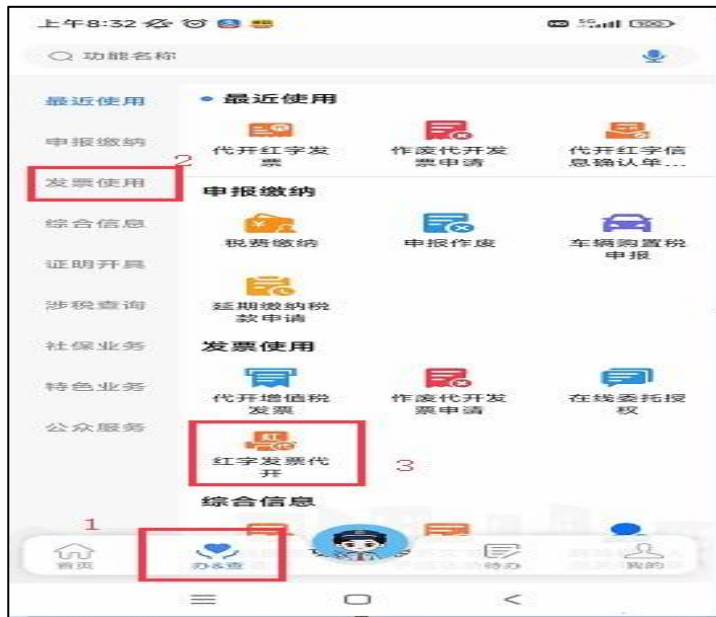 上午8:32
HD 5G 100
功能名称
最近使用
申报缴纳
2
发票使用
综合信息
证明开具
涉税查询
社保业务
特色业务
公众服务
最近使用
代开红字发
票
作废代开发
票申请
代开红字信
息确认单...
申报缴纳
税费缴纳
申报作废
车辆购置税
申报
延期缴纳税
款申请
发票使用
代开增值税
发票
作废代开发
票申请
在线委托授
权
红字发票代
开
3
综合信息
1
首页
办&查
待办
我的